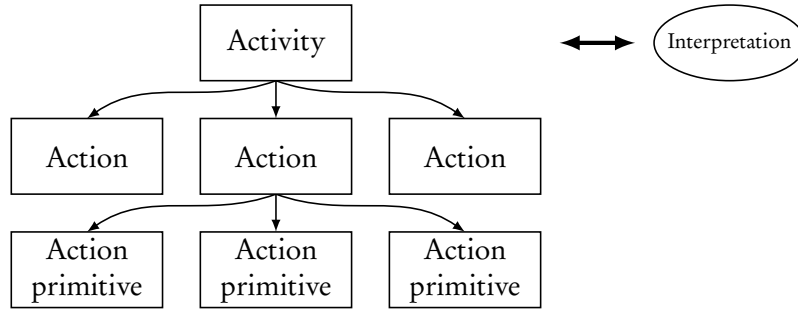 Activity
Interpretation
Action
Action
Action
Action
primitive
Action
primitive
Action
primitive